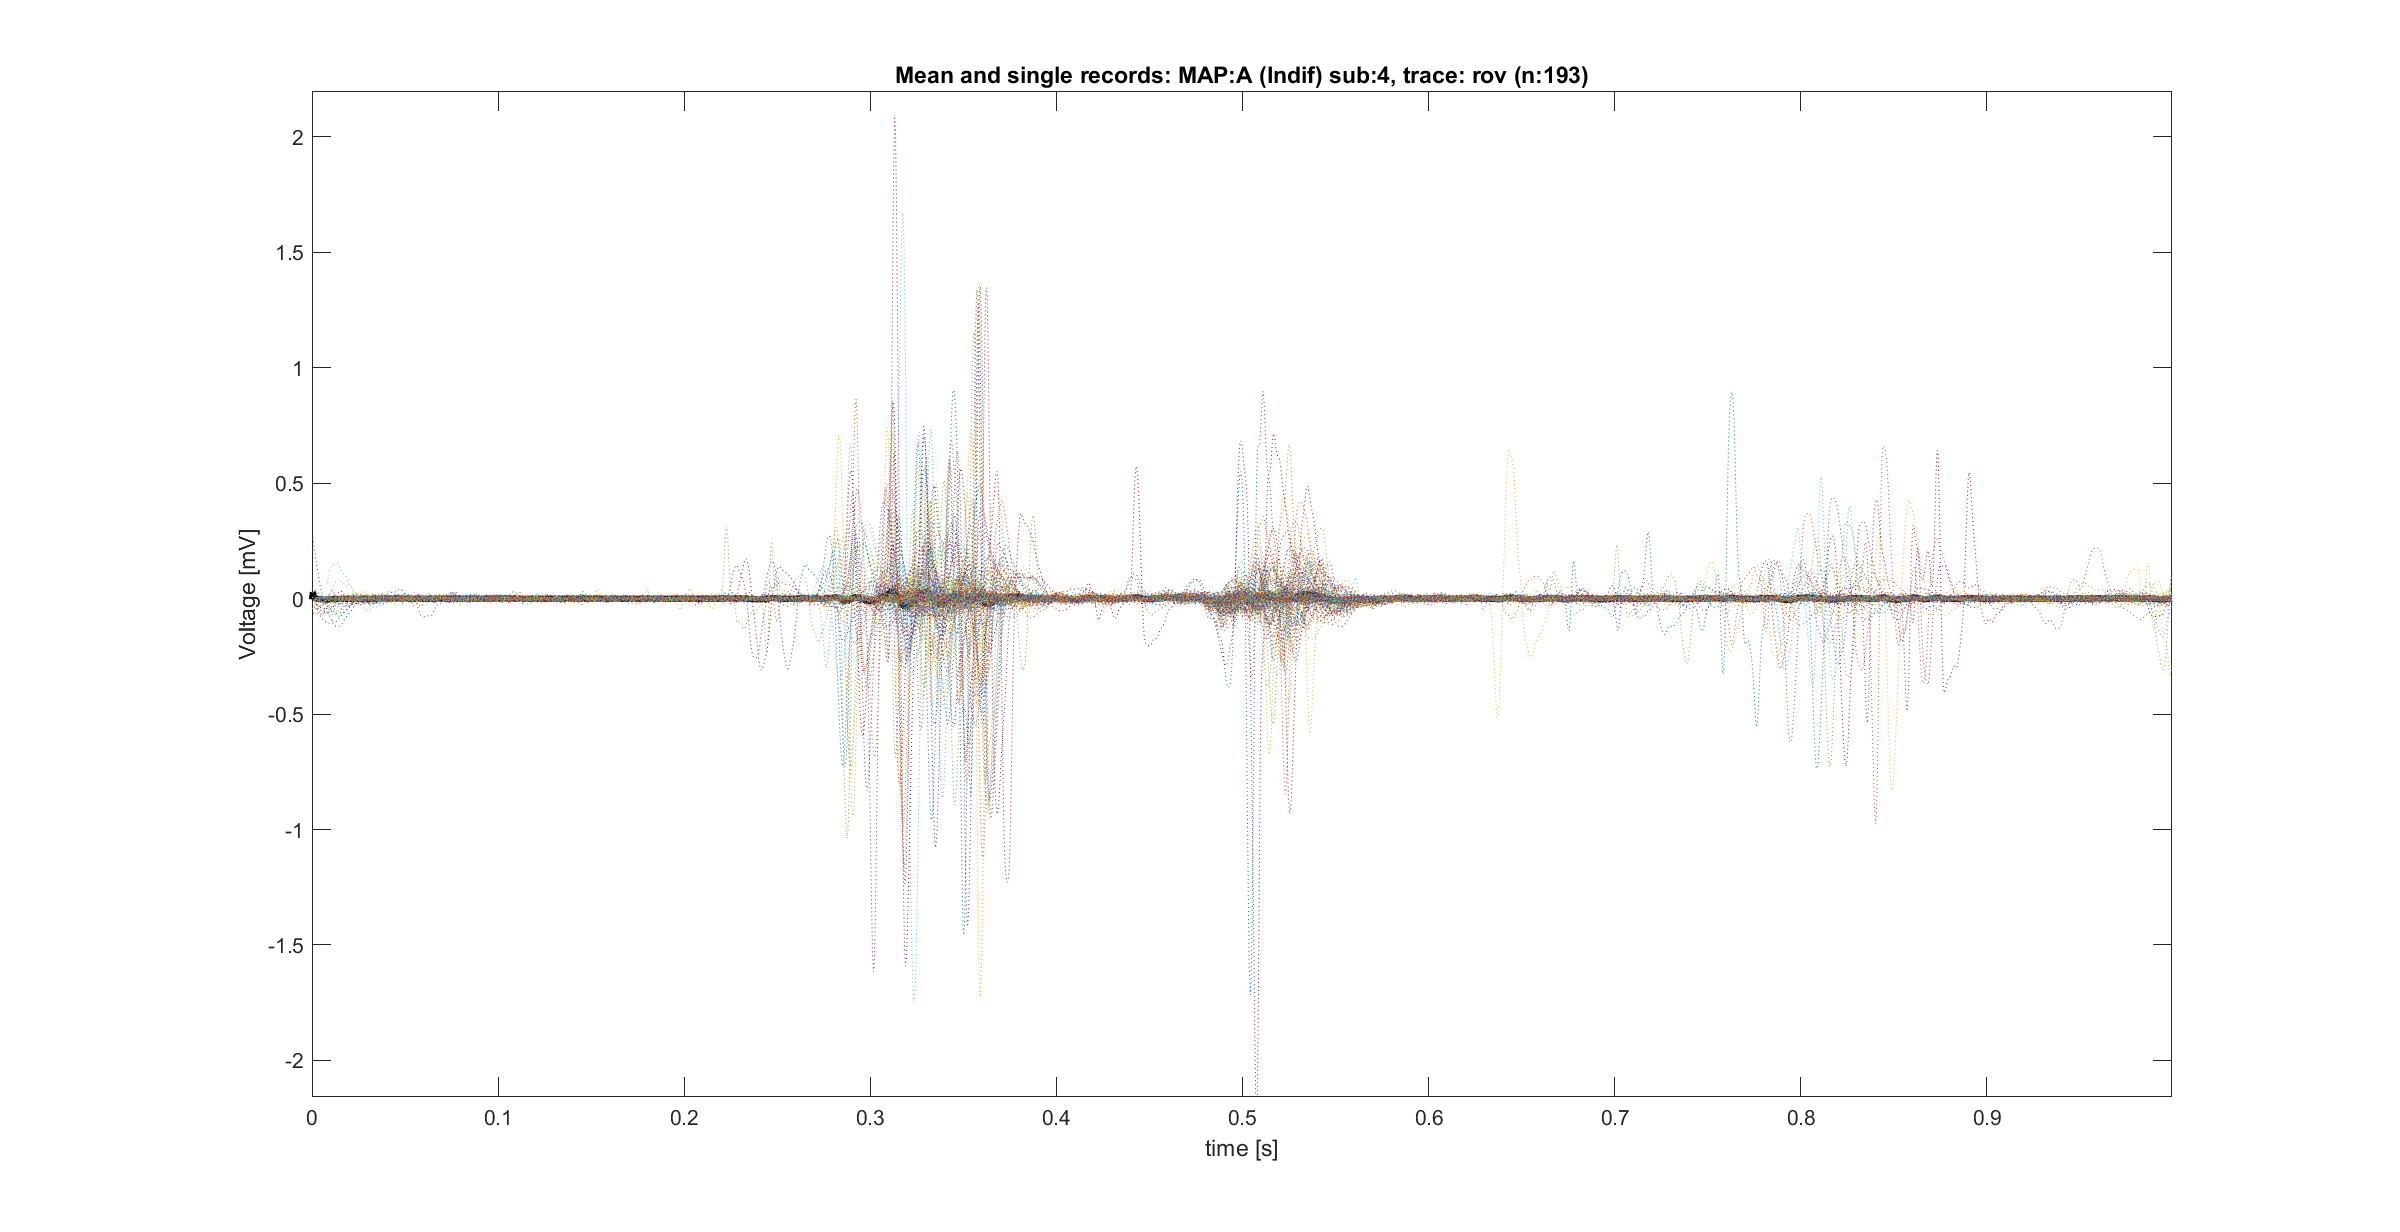 Mean and single records: MAP:A (Indif) sub:4, trace: rov (n:193)
Voltage [mV]
2
1.5
1
0.5
0
-0.5
-1
-1.5
-2
0 0.1 0.2 0.3 0.4 0.5 0.6 0.7 0.8 0.9
time [s]